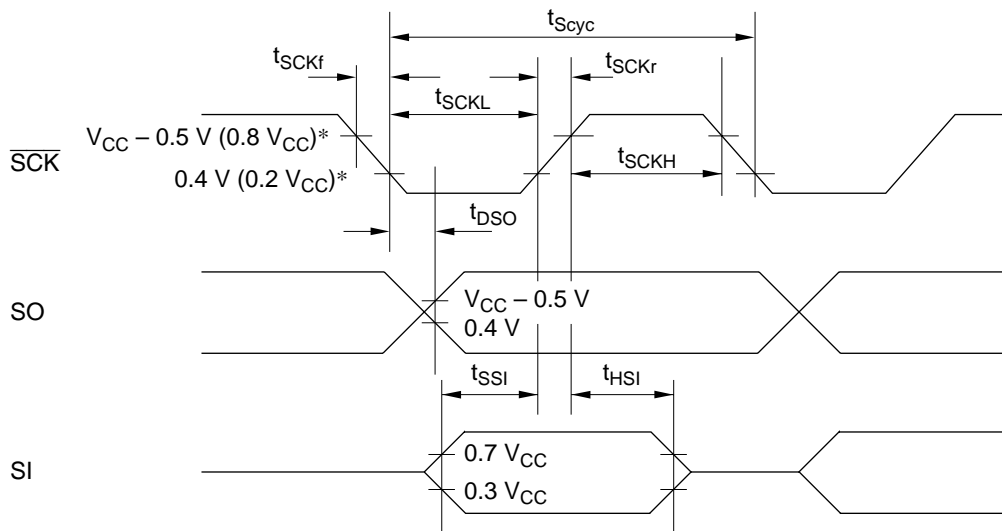 tScyc
tSCKf
tSCKr
tSCKL
VCC – 0.5 V (0.8 VCC)*
SCK
tSCKH
0.4 V (0.2 VCC)*
tDSO
VCC – 0.5 V
SO
0.4 V
tSSI
tHSI
0.7 VCC
SI
0.3 VCC